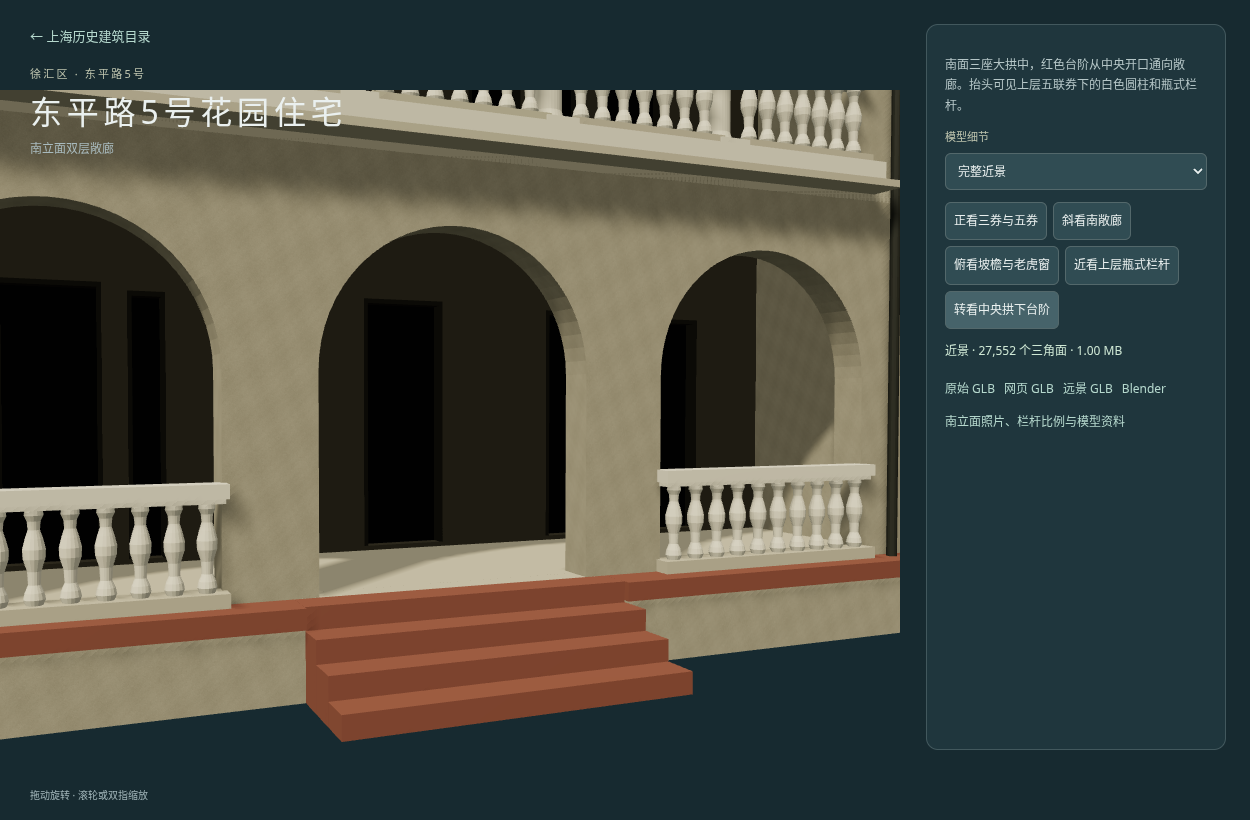 ← 上海历史建筑目录
徐汇区 · 东平路5号
东平路5号花园住宅
南立面双层敞廊
南面三座大拱中，红色台阶从中央开口通向敞
廊。抬头可见上层五联券下的白色圆柱和瓶式栏
杆。
模型细节
完整近景
正看三券与五券 斜看南敞廊
俯看坡檐与老虎窗 近看上层瓶式栏杆
转看中央拱下台阶
近景 · 27,552 个三角面 · 1.00 MB
原始 GLB 网页 GLB 远景 GLB Blender
南立面照片、栏杆比例与模型资料
拖动旋转 · 滚轮或双指缩放